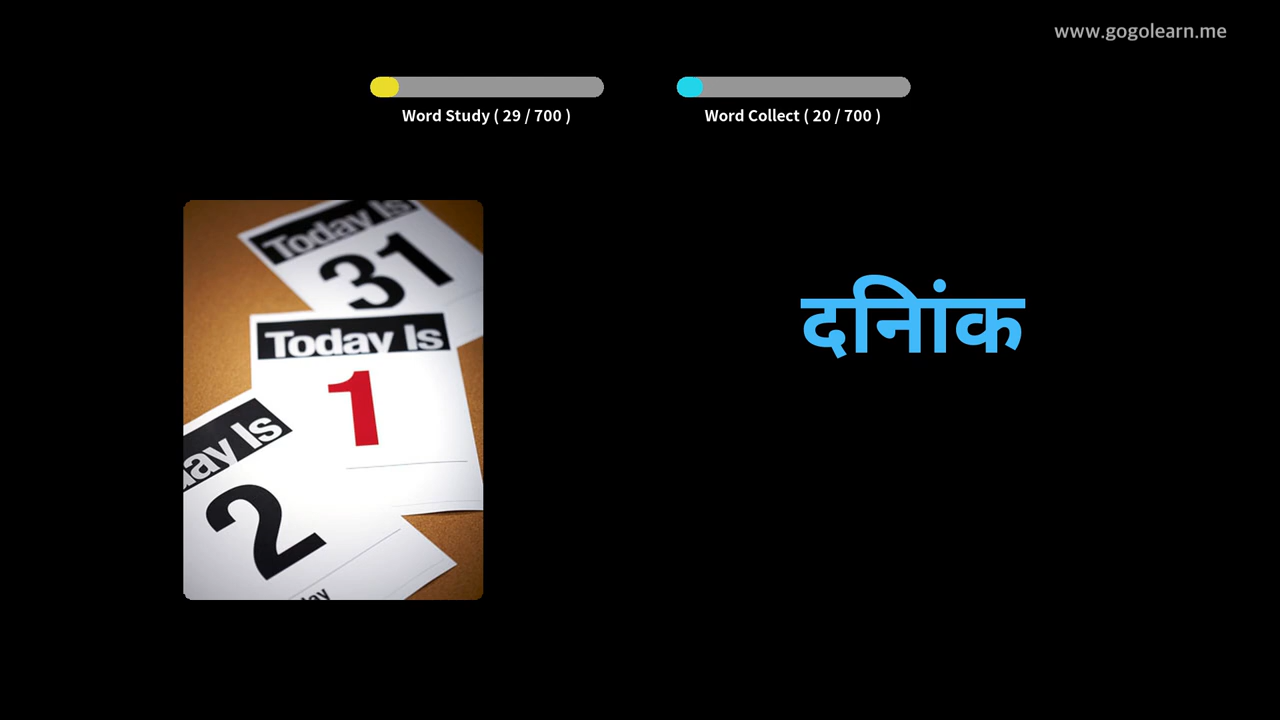 www.gogolearn.me
Word Study ( 29 / 700 )
Word Collect ( 20 / 700 )
Today Is
31
Today Is
1
ay Is
2
दनिांक